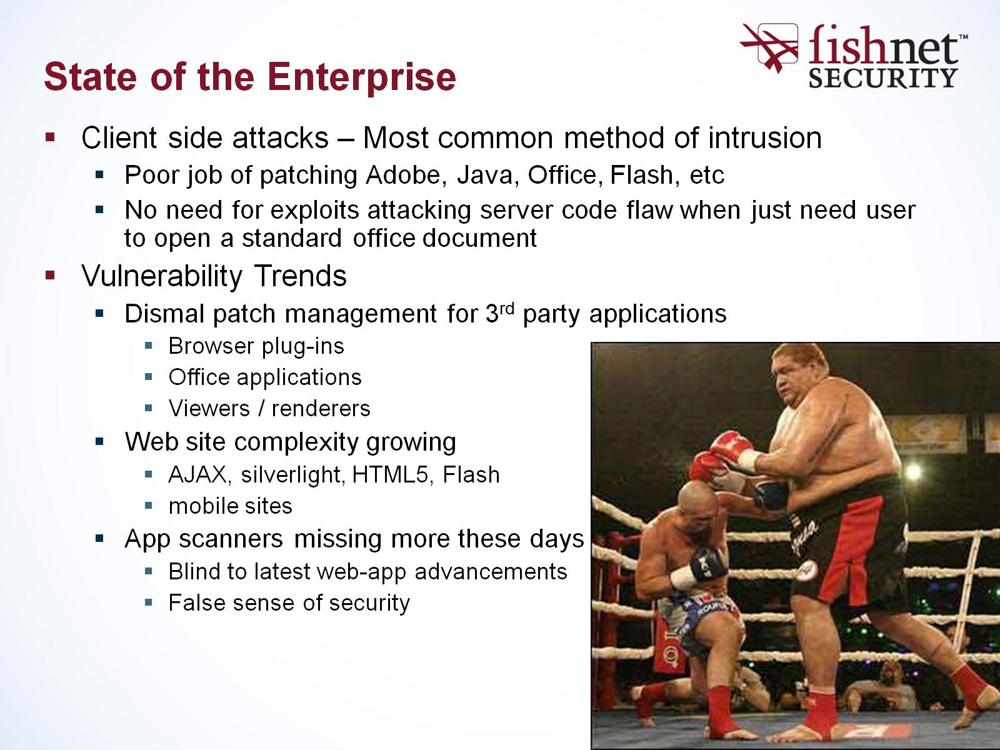 fishnet™
SECURITY
State of the Enterprise
Client side attacks – Most common method of intrusion
Poor job of patching Adobe, Java, Office, Flash, etc
No need for exploits attacking server code flaw when just need user
to open a standard office document
Vulnerability Trends
Dismal patch management for 3rd party applications
Browser plug-ins
Office applications
Viewers / renderers
Web site complexity growing
AJAX, silverlight, HTML5, Flash
mobile sites
App scanners missing more these days
Blind to latest web-app advancements
False sense of security